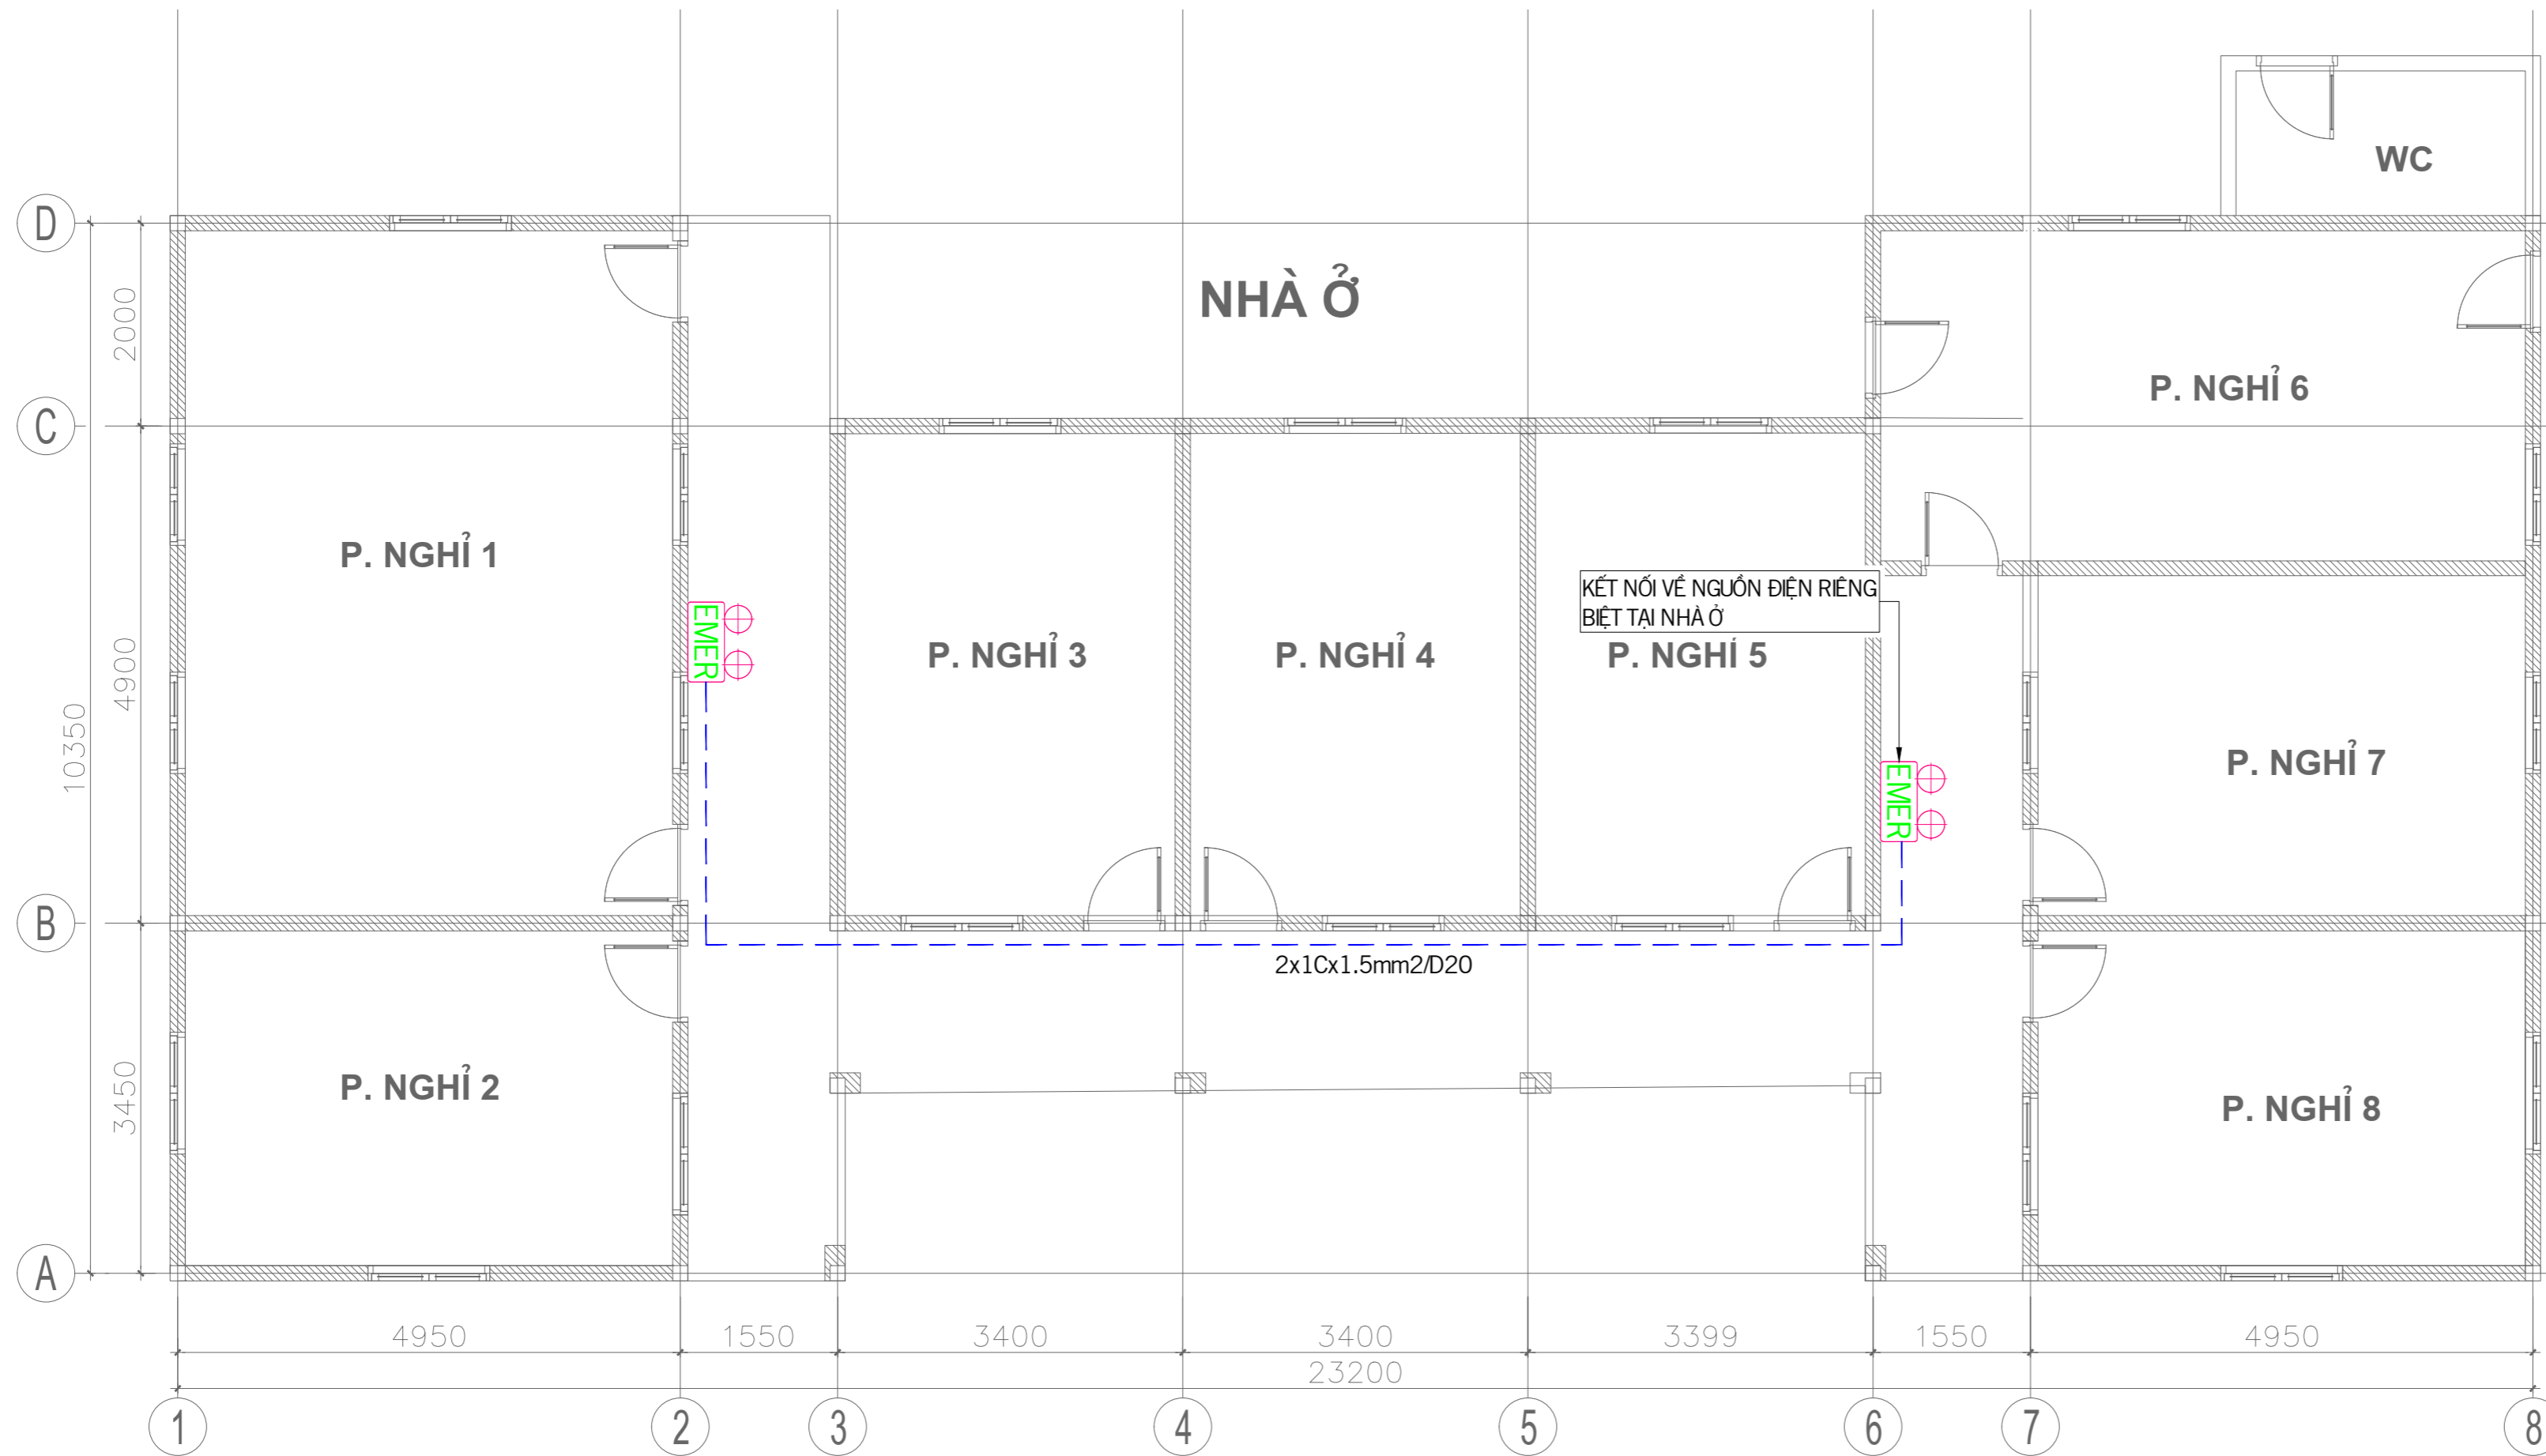 WC
D
NHÀ Ở
2000
P. NGHỈ 6
C
P. NGHỈ 1
KẾT NỐI VỀ NGUỒN ĐIỆN RIÊNG
BIỆT TẠI NHÀ Ở
EMER
4900
P. NGHỈ 3
P. NGHỈ 4
P. NGHỈ 5
10350
P. NGHỈ 7
EMER
B
2x1Cx1.5mm2/D20
3450
P. NGHỈ 2
P. NGHỈ 8
A
4950
1550
3400
3400
3399
1550
4950
23200
1
2
3
4
5
6
7
8